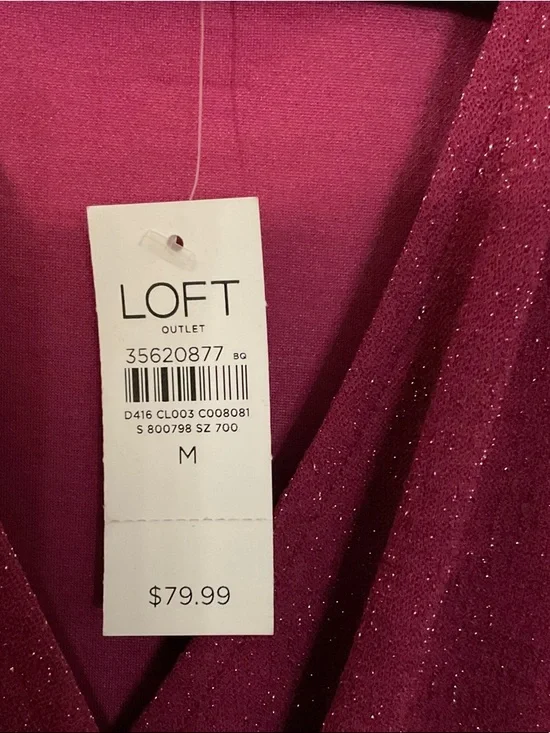 LOFT
OUTLET
35620877 BQ
D416 CL003 C008081
S 800798 SZ 700
M
$79.99